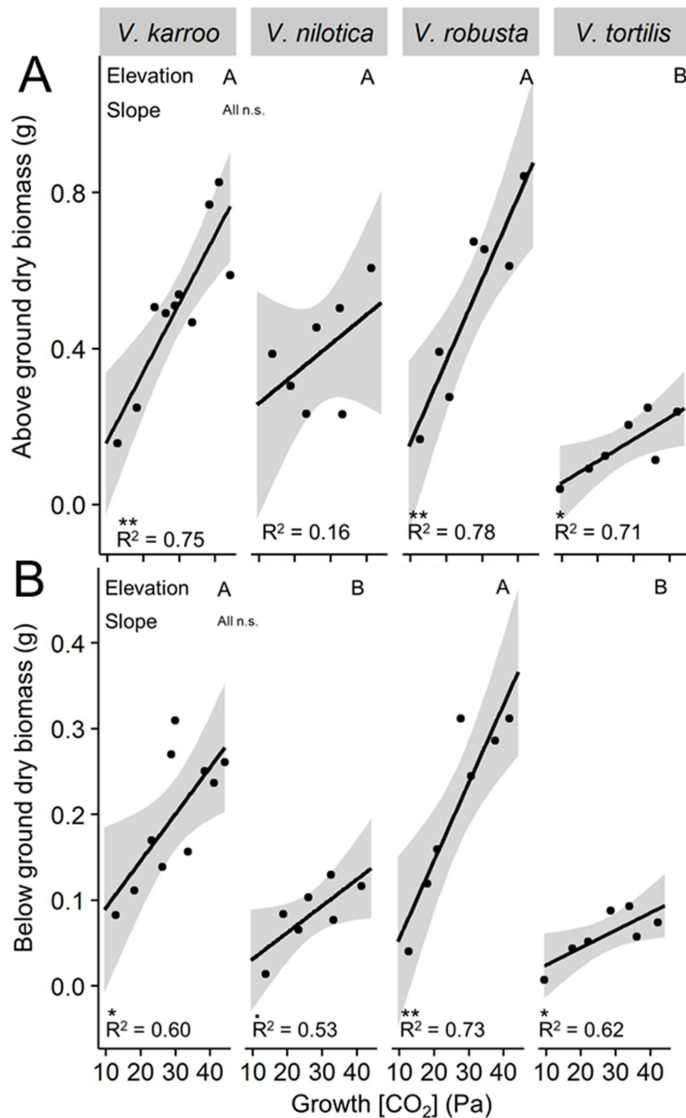 V. karroo V. nilotica V. robusta V. tortilis
A
Elevation A A A B
Slope All n.s.
Above ground dry biomass (g)
0.8
0.4
0.0
** ** *
R² = 0.75 R² = 0.16 R² = 0.78 R² = 0.71
B
Elevation A B A B
Slope All n.s.
Below ground dry biomass (g)
0.4
0.3
0.2
0.1
0.0
* . ** *
R² = 0.60 R² = 0.53 R² = 0.73 R² = 0.62
10 20 30 40 10 20 30 40 10 20 30 40 10 20 30 40
Growth [CO₂] (Pa)